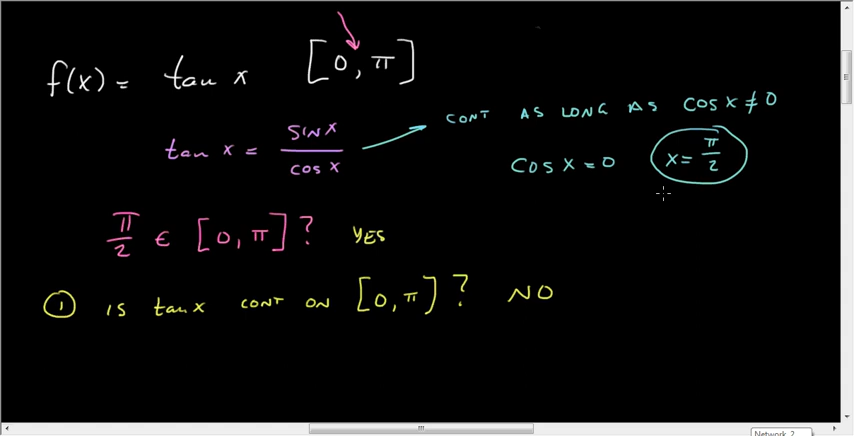 f(x) = tan x [0, π]
tan x = sin x / cos x
CONT AS LONG AS COS X ≠ 0
COS X = 0 x = π/2
π/2 ∈ [0, π]? YES
① IS tan x CONT ON [0, π]? NO
Network 2